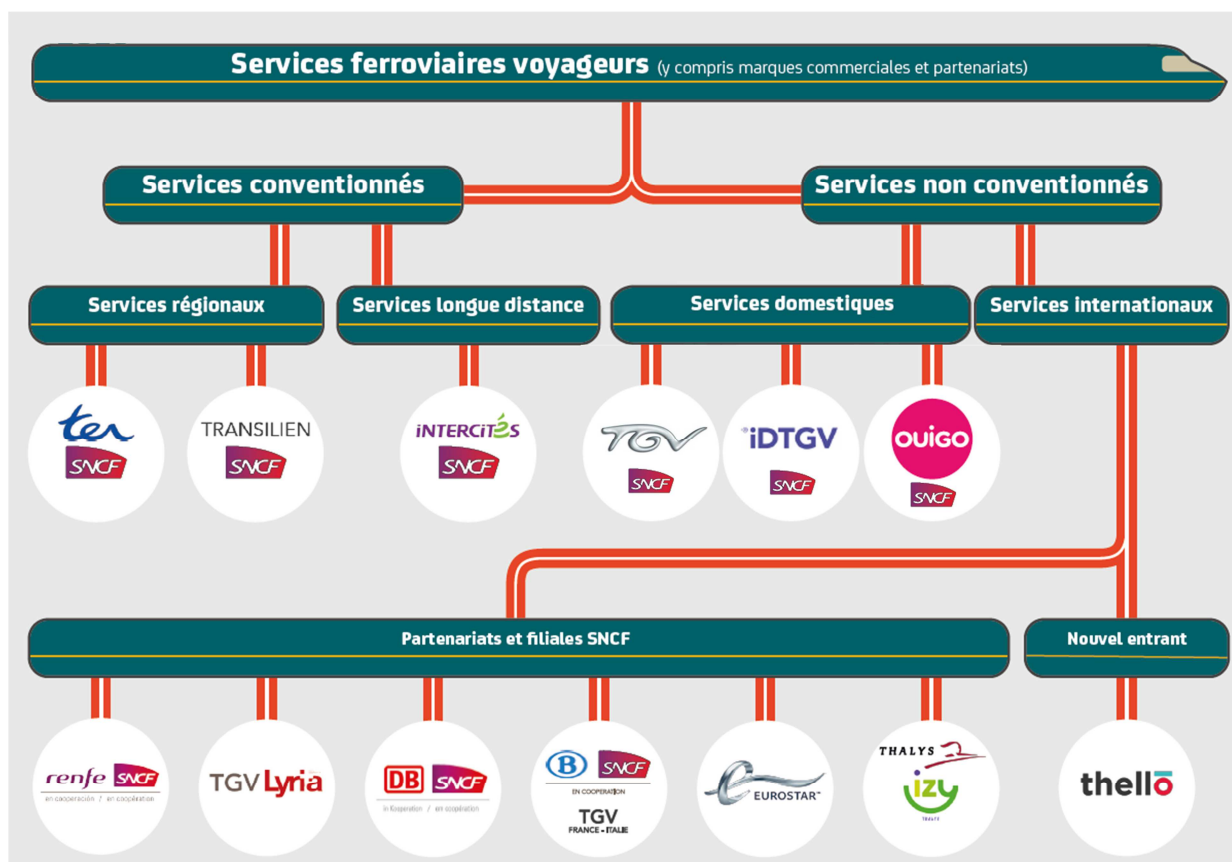 Services ferroviaires voyageurs (y compris marques commerciales et partenariats)
Services conventionnés
Services non conventionnés
Services régionaux
Services longue distance
Services domestiques
Services internationaux
ter
SNCF
TRANSILIEN
SNCF
iNTERCITéS
SNCF
TGV
SNCF
iDTGV
SNCF
OUIGO
SNCF
Partenariats et filiales SNCF
Nouvel entrant
renfe SNCF
en cooperación / en coopération
TGV Lyria
DB SNCF
in Kooperation / en coopération
B SNCF
EN COOPERATION
TGV
FRANCE - ITALIE
e
EUROSTAR™
THALYS
izy
THALYS
thello